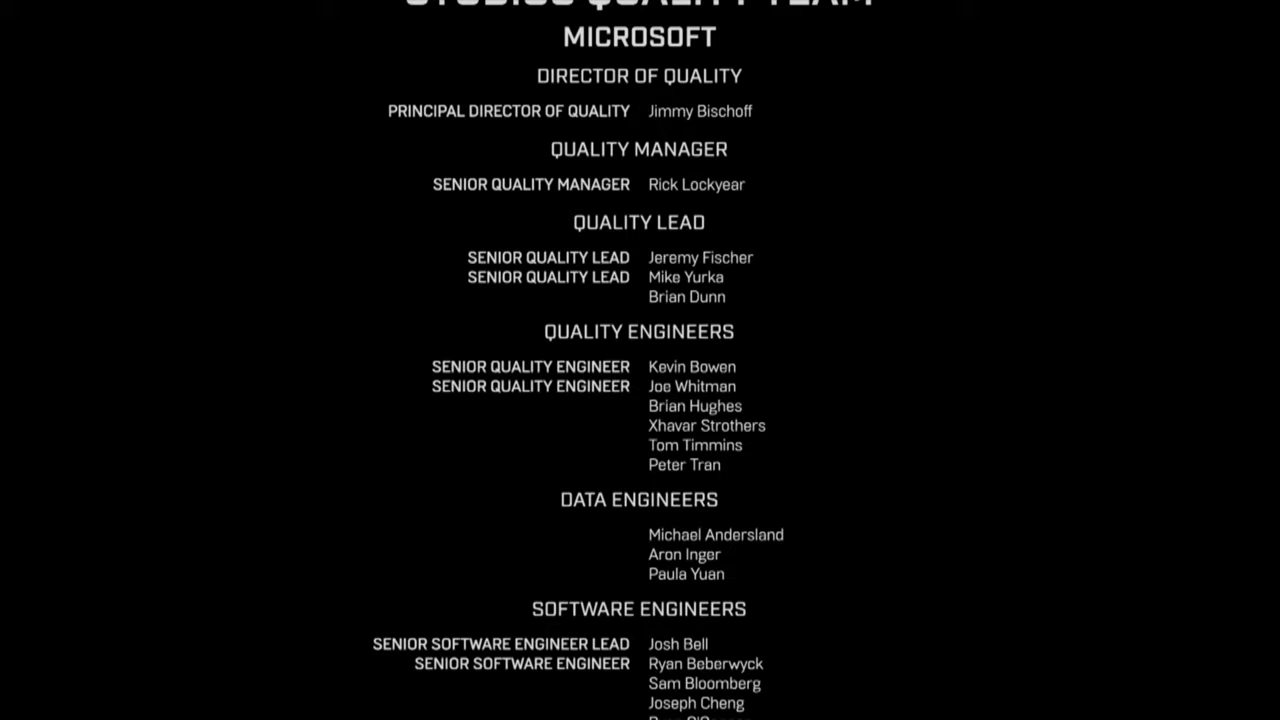 STUDIOS QUALITY TEAM
MICROSOFT
DIRECTOR OF QUALITY
PRINCIPAL DIRECTOR OF QUALITY Jimmy Bischoff
QUALITY MANAGER
SENIOR QUALITY MANAGER Rick Lockyear
QUALITY LEAD
SENIOR QUALITY LEAD Jeremy Fischer
SENIOR QUALITY LEAD Mike Yurka
Brian Dunn
QUALITY ENGINEERS
SENIOR QUALITY ENGINEER Kevin Bowen
SENIOR QUALITY ENGINEER Joe Whitman
Brian Hughes
Xhavar Strothers
Tom Timmins
Peter Tran
DATA ENGINEERS
Michael Andersland
Aron Inger
Paula Yuan
SOFTWARE ENGINEERS
SENIOR SOFTWARE ENGINEER LEAD Josh Bell
SENIOR SOFTWARE ENGINEER Ryan Beberwyck
Sam Bloomberg
Joseph Cheng